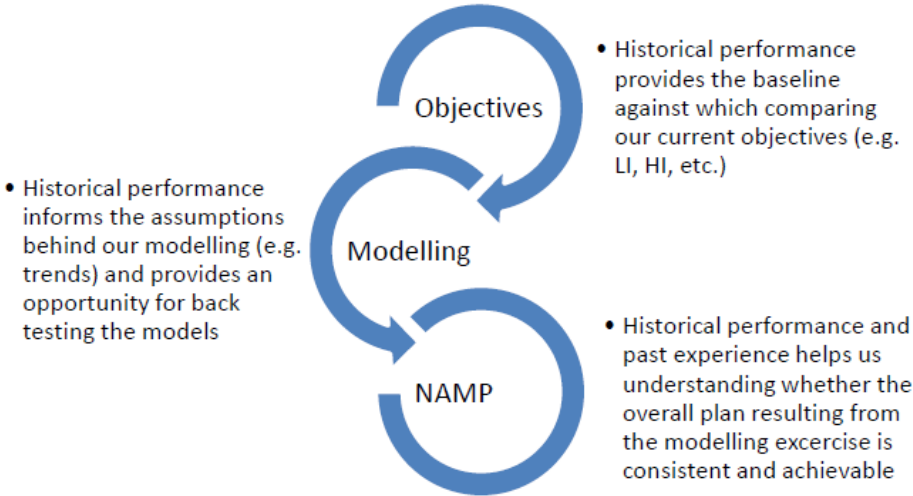 Objectives
• Historical performance
provides the baseline
against which comparing
our current objectives (e.g.
LI, HI, etc.)
• Historical performance
informs the assumptions
behind our modelling (e.g.
trends) and provides an
opportunity for back
testing the models
Modelling
NAMP
• Historical performance and
past experience helps us
understanding whether the
overall plan resulting from
the modelling excercise is
consistent and achievable